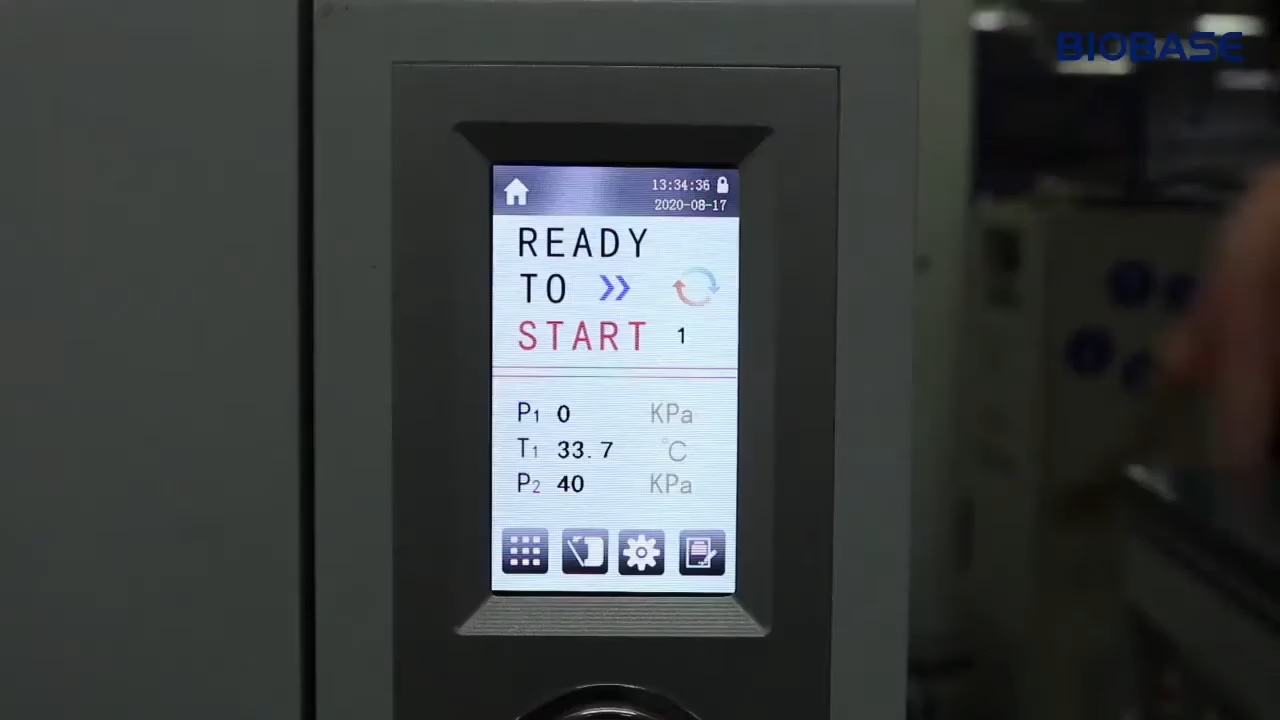 BIOBASE
13:34:36
2020-08-17
READY
TO »
START 1
P1 0 KPa
T1 33.7 °C
P2 40 KPa